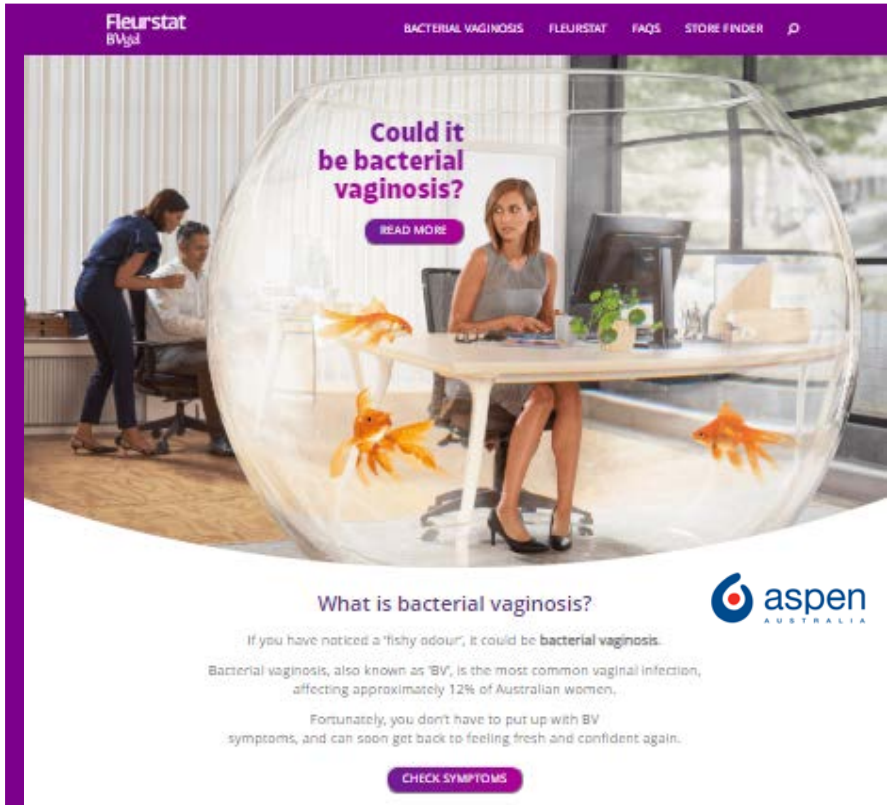 Fleurstat
BVgel
BACTERIAL VAGINOSIS FLEURSTAT FAQS STORE FINDER
Could it
be bacterial
vaginosis?
READ MORE
What is bacterial vaginosis?
aspen
AUSTRALIA
If you have noticed a 'fishy odour', it could be bacterial vaginosis.
Bacterial vaginosis, also known as 'BV', is the most common vaginal infection,
affecting approximately 12% of Australian women.
Fortunately, you don't have to put up with BV
symptoms, and can soon get back to feeling fresh and confident again.
CHECK SYMPTOMS